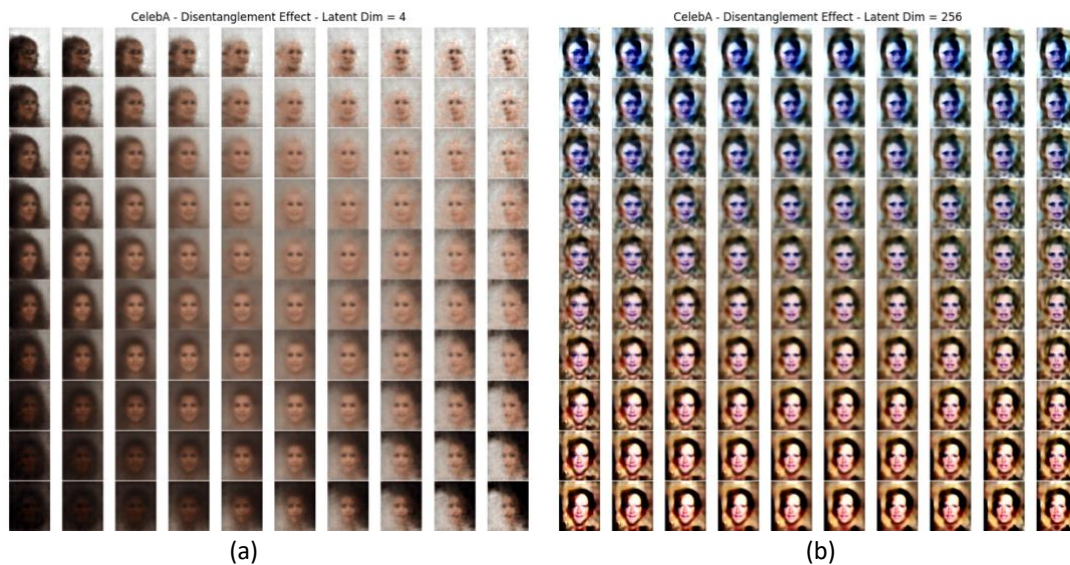 CelebA - Disentanglement Effect - Latent Dim = 4
CelebA - Disentanglement Effect - Latent Dim = 256
(a)
(b)